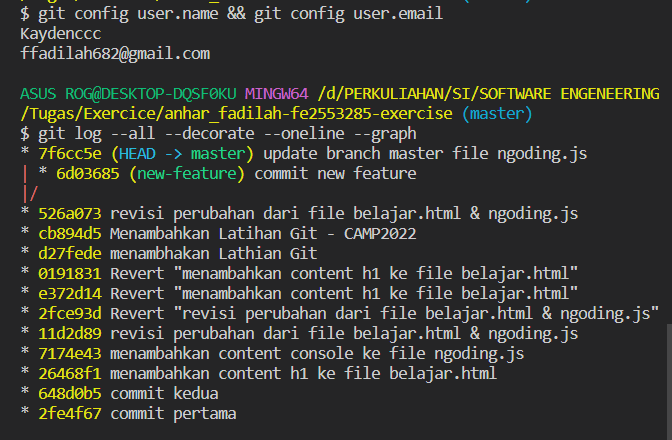 $ git config user.name && git config user.email
Kaydenccc
ffadilah682@gmail.com
ASUS ROG@DESKTOP-DQSF0KU MINGW64 /d/PERKULIAHAN/SI/SOFTWARE ENGENEERING
/Tugas/Exercice/anhar_fadilah-fe2553285-exercise (master)
$ git log --all --decorate --oneline --graph
* 7f6cc5e (HEAD -> master) update branch master file ngoding.js
| * 6d03685 (new-feature) commit new feature
|/
* 526a073 revisi perubahan dari file belajar.html & ngoding.js
* cb894d5 Menambahkan Latihan Git - CAMP2022
* d27fede menambhakan Lathian Git
* 0191831 Revert "menambahkan content h1 ke file belajar.html"
* e372d14 Revert "menambahkan content h1 ke file belajar.html"
* 2fce93d Revert "revisi perubahan dari file belajar.html & ngoding.js"
* 11d2d89 revisi perubahan dari file belajar.html & ngoding.js
* 7174e43 menambahkan content console ke file ngoding.js
* 26468f1 menambahkan content h1 ke file belajar.html
* 648d0b5 commit kedua
* 2fe4f67 commit pertama